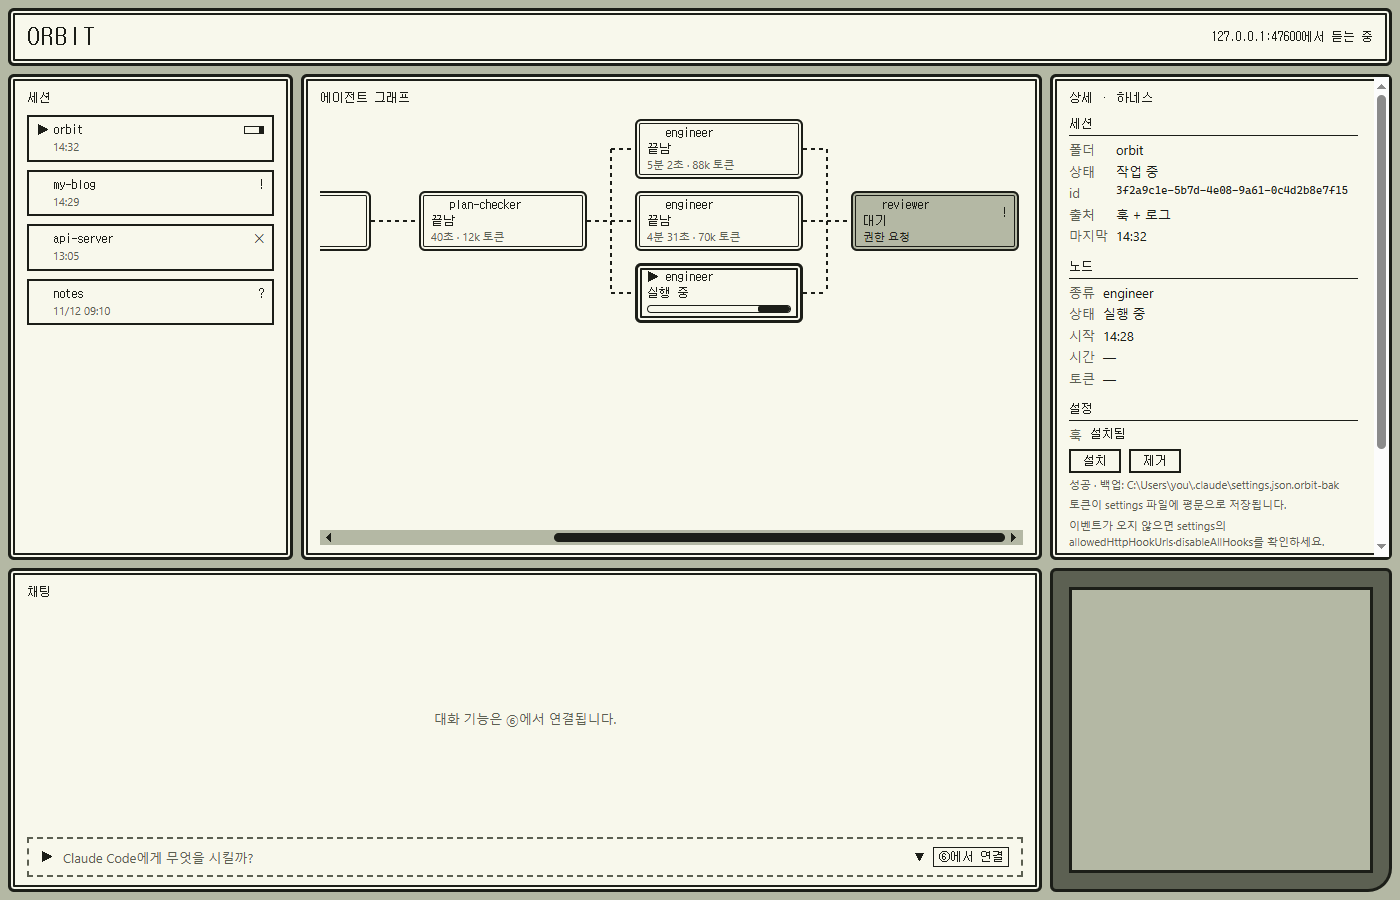 ORBIT
127.0.0.1:47600에서 듣는 중
세션
orbit
14:32
my-blog !
14:29
api-server
13:05
notes ?
11/12 09:10
에이전트 그래프
plan-checker
끝남
40초 · 12k 토큰
engineer
끝남
5분 2초 · 88k 토큰
engineer
끝남
4분 31초 · 70k 토큰
engineer
실행 중
reviewer !
대기
권한 요청
상세 · 하네스
세션
폴더 orbit
상태 작업 중
id 3f2a9c1e-5b7d-4e08-9a61-0c4d2b8e7f15
출처 훅 + 로그
마지막 14:32
노드
종류 engineer
상태 실행 중
시작 14:28
시간 —
토큰 —
설정
훅 설치됨
설치 제거
성공 · 백업: C:\Users\you\.claude\settings.json.orbit-bak
토큰이 settings 파일에 평문으로 저장됩니다.
이벤트가 오지 않으면 settings의
allowedHttpHookUrls·disableAllHooks를 확인하세요.
채팅
대화 기능은 ⑥에서 연결됩니다.
Claude Code에게 무엇을 시킬까?
⑥에서 연결